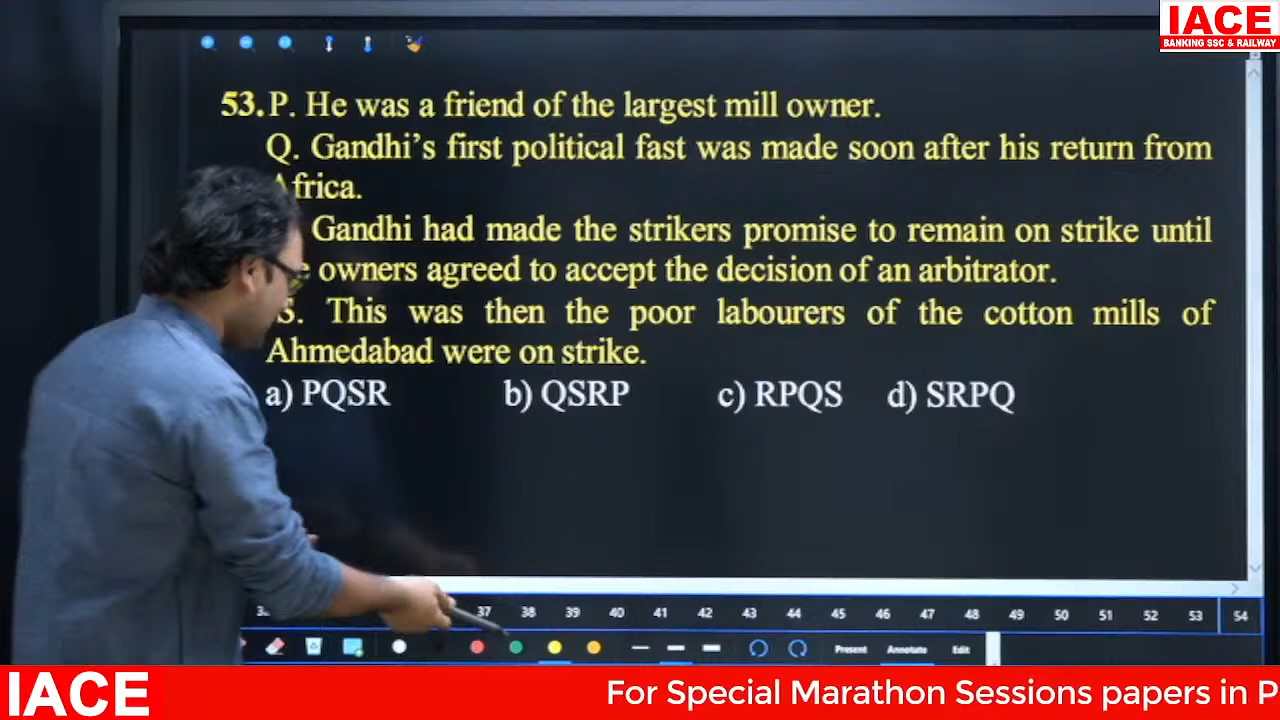 IACE
BANKING SSC & RAILWAY
53. P. He was a friend of the largest mill owner.
Q. Gandhi's first political fast was made soon after his return from
Africa.
Gandhi had made the strikers promise to remain on strike until
owners agreed to accept the decision of an arbitrator.
S. This was then the poor labourers of the cotton mills of
Ahmedabad were on strike.
a) PQSR b) QSRP c) RPQS d) SRPQ
37 38 39 40 41 42 43 44 45 46 47 48 49 50 51 52 53 54
Present Annotate Edit
IACE For Special Marathon Sessions papers in P